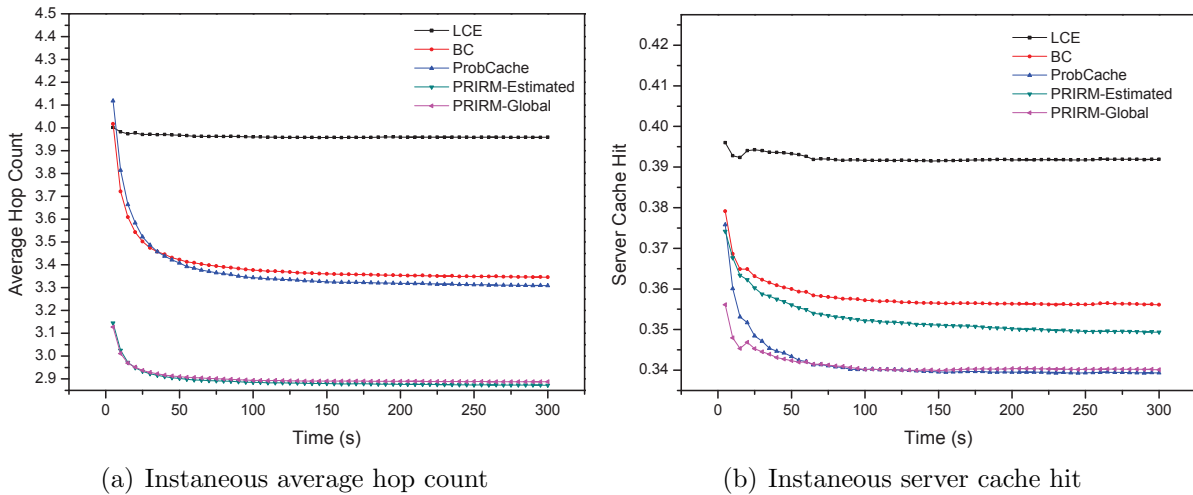 4.5
4.4
4.3
4.2
4.1
4.0
3.9
3.8
3.7
3.6
3.5
3.4
3.3
3.2
3.1
3.0
2.9
Average Hop Count
0
50
100
150
200
250
300
Time (s)
LCE
BC
ProbCache
PRIRM-Estimated
PRIRM-Global
(a) Instaneous average hop count
0.42
0.41
0.40
0.39
0.38
0.37
0.36
0.35
0.34
Server Cache Hit
0
50
100
150
200
250
300
Time (s)
LCE
BC
ProbCache
PRIRM-Estimated
PRIRM-Global
(b) Instaneous server cache hit